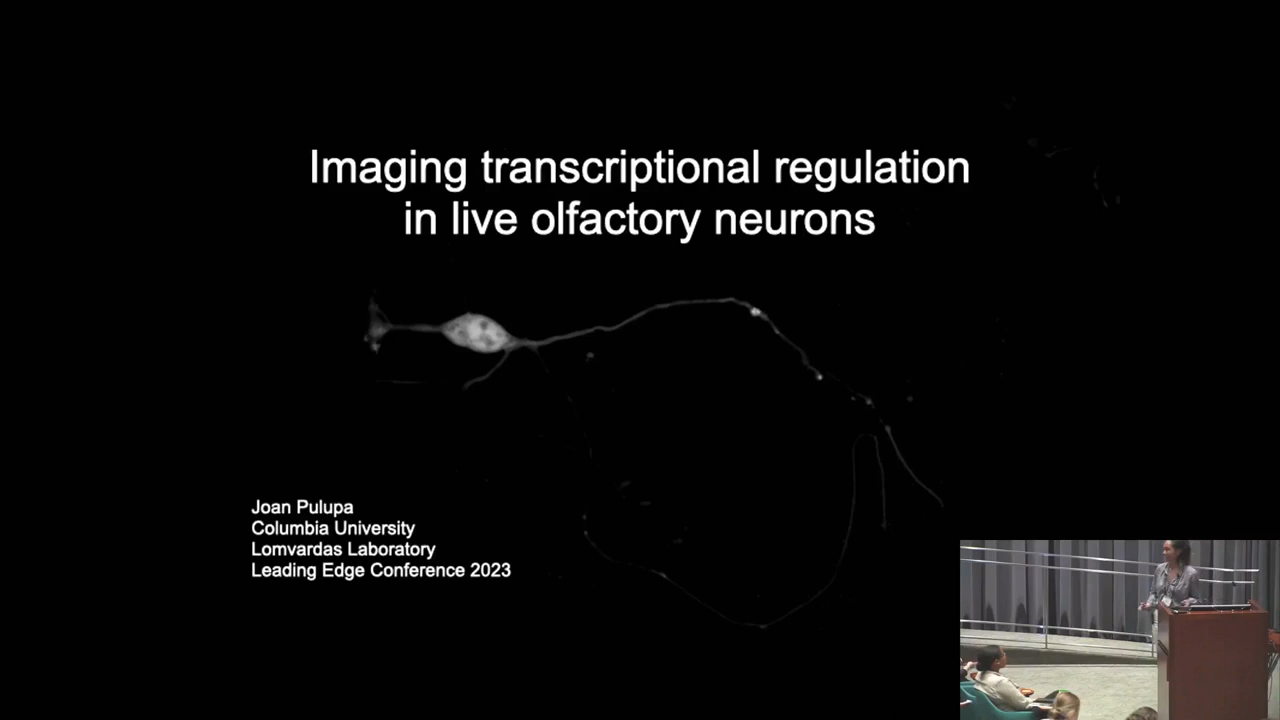 Imaging transcriptional regulation
in live olfactory neurons
Joan Pulupa
Columbia University
Lomvardas Laboratory
Leading Edge Conference 2023